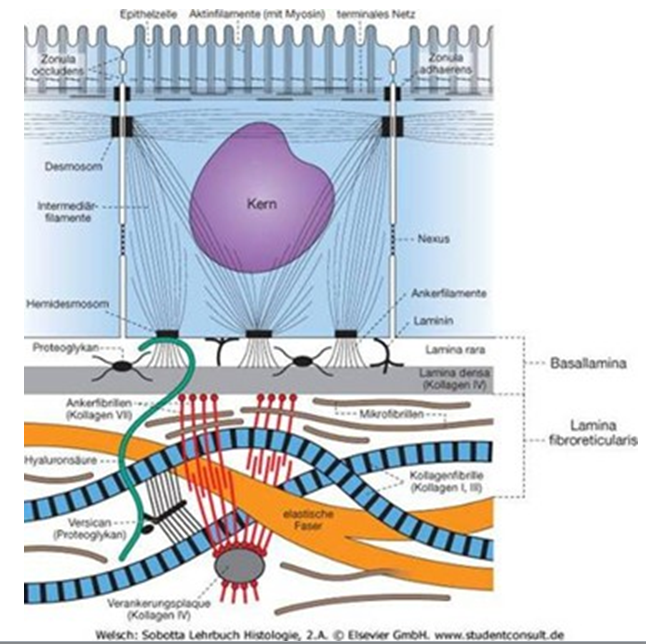 Epithelzelle Aktinfilamente (mit Myosin) terminales Netz
Zonula
occludens
Zonula
adhaerens
Desmosom
Kern
Intermediär-
filamente
Nexus
Hemidesmosom
Ankerfilamente
Laminin
Proteoglykan
Lamina rara
Basallamina
Lamina densa
(Kollagen IV)
Ankerfibrillen
(Kollagen VII)
Mikrofibrillen
Lamina
fibroreticularis
Hyaluronsäure
Kollagenfibrille
(Kollagen I, III)
Versican
(Proteoglykan)
elastische
Faser
Verankerungsplaque
(Kollagen IV)
Welsch: Sobotta Lehrbuch Histologie, 2.A. © Elsevier GmbH. www.studentconsult.de